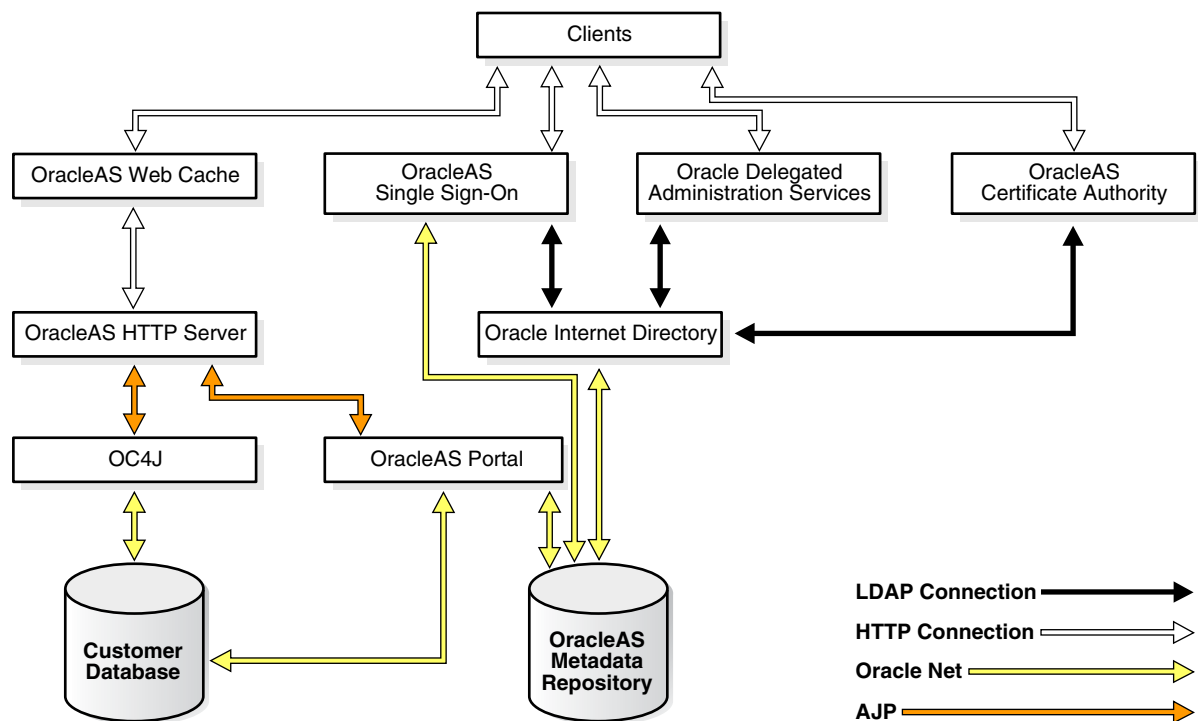 Clients
OracleAS Web Cache
OracleAS
Single Sign-On
Oracle Delegated
Administration Services
OracleAS
Certificate Authority
OracleAS HTTP Server
Oracle Internet Directory
OC4J
OracleAS Portal
Customer
Database
OracleAS
Metadata
Repository
LDAP Connection
HTTP Connection
Oracle Net
AJP